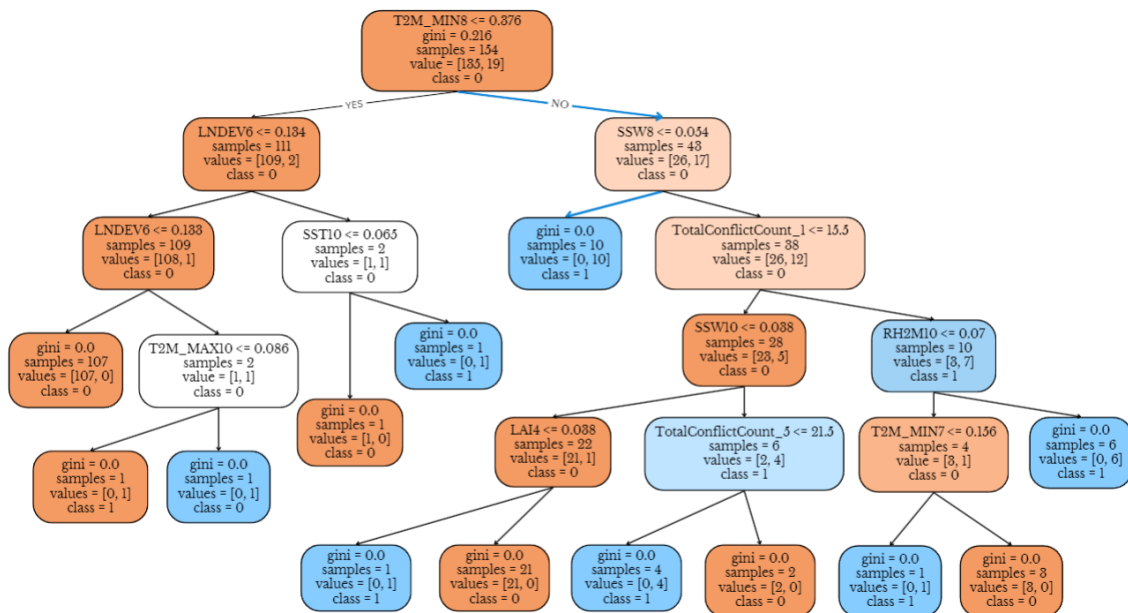 T2M_MIN8 <= 0.376
gini = 0.216
samples = 154
value = [135, 19]
class = 0
YES
NO
LNDEV6 <= 0.134
samples = 111
values = [109, 2]
class = 0
SSW8 <= 0.054
samples = 43
values = [26, 17]
class = 0
LNDEV6 <= 0.133
samples = 109
values = [108, 1]
class = 0
SST10 <= 0.065
samples = 2
values = [1, 1]
class = 0
gini = 0.0
samples = 10
values = [0, 10]
class = 1
TotalConflictCount_1 <= 15.5
samples = 38
values = [26, 12]
class = 0
gini = 0.0
samples = 107
values = [107, 0]
class = 0
T2M_MAX10 <= 0.086
samples = 2
value = [1, 1]
class = 0
gini = 0.0
samples = 1
values = [0, 1]
class = 1
SSW10 <= 0.038
samples = 28
value = [23, 5]
class = 0
RH2M10 <= 0.07
samples = 10
values = [3, 7]
class = 1
gini = 0.0
samples = 1
values = [1, 0]
class = 0
LAI4 <= 0.038
samples = 22
values = [21, 1]
class = 0
TotalConflictCount_5 <= 21.5
samples = 6
value = [2, 4]
class = 1
T2M_MIN7 <= 0.156
samples = 4
value = [3, 1]
class = 0
gini = 0.0
samples = 6
values = [0, 6]
class = 1
gini = 0.0
samples = 1
values = [0, 1]
class = 1
gini = 0.0
samples = 1
values = [0, 1]
class = 0
gini = 0.0
samples = 1
values = [0, 1]
class = 1
gini = 0.0
samples = 21
values = [21, 0]
class = 0
gini = 0.0
samples = 4
values = [0, 4]
class = 1
gini = 0.0
samples = 2
values = [2, 0]
class = 0
gini = 0.0
samples = 1
values = [0, 1]
class = 1
gini = 0.0
samples = 3
values = [3, 0]
class = 0